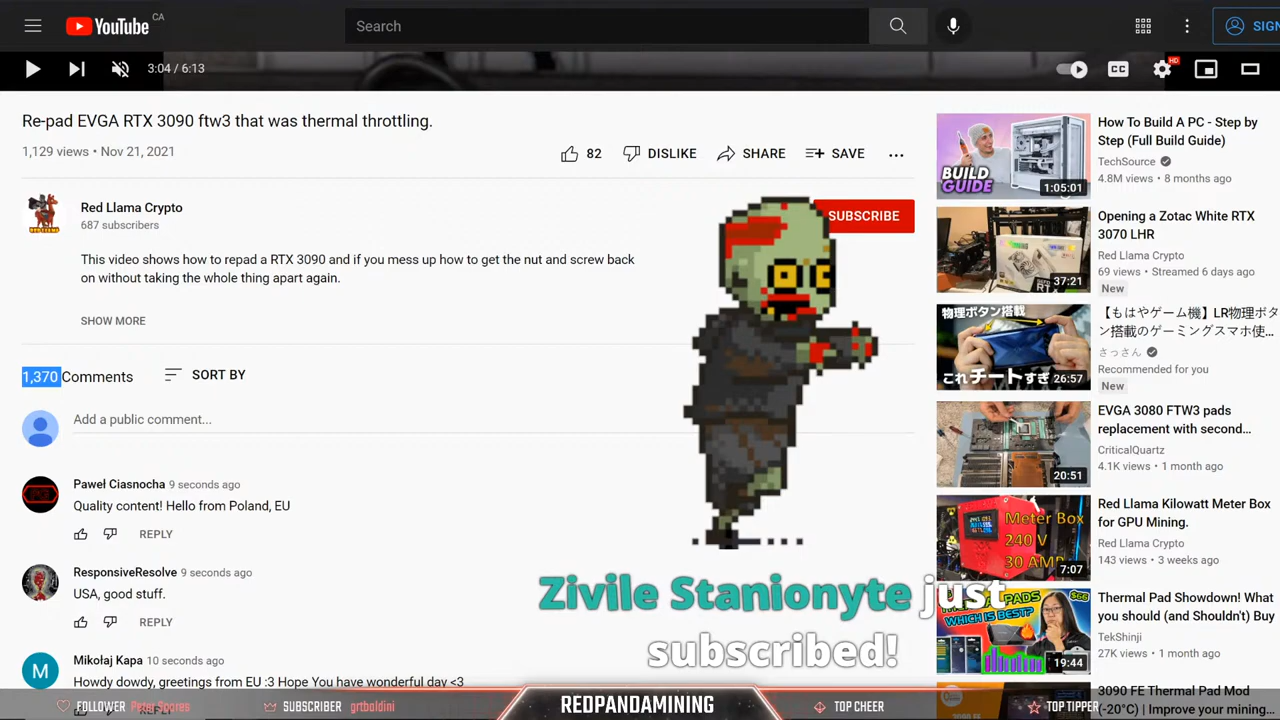 YouTube CA
Search
SIGN
3:04 / 6:13
CC
HD
Re-pad EVGA RTX 3090 ftw3 that was thermal throttling.
1,129 views • Nov 21, 2021
82 DISLIKE SHARE SAVE
Red Llama Crypto
687 subscribers
SUBSCRIBE
This video shows how to repad a RTX 3090 and if you mess up how to get the nut and screw back
on without taking the whole thing apart again.
SHOW MORE
1,370 Comments SORT BY
Add a public comment...
Paweł Ciasnocha 9 seconds ago
Quality content! Hello from Poland, EU
REPLY
ResponsiveResolve 9 seconds ago
USA, good stuff.
REPLY
M
Mikołaj Kapa 10 seconds ago
Howdy dowdy, greetings from EU :3 Have You have wonderful day <3
Zivile Stanionyte just
subscribed!
BUILD
GUIDE
1:05:01
How To Build A PC - Step by
Step (Full Build Guide)
TechSource
4.8M views • 8 months ago
37:21
Opening a Zotac White RTX
3070 LHR
Red Llama Crypto
69 views • Streamed 6 days ago
New
物理ボタン搭載
これチートすぎ
26:57
【もはやゲーム機】LR物理ボタ
ン搭載のゲーミングスマホ使...
さっさん
Recommended for you
New
20:51
EVGA 3080 FTW3 pads
replacement with second...
CriticalQuartz
4.1K views • 1 month ago
Meter Box
240 V
30 AMP
7:07
Red Llama Kilowatt Meter Box
for GPU Mining.
Red Llama Crypto
143 views • 3 weeks ago
PADS
WHICH IS BEST?
$66
19:44
Thermal Pad Showdown! What
you should (and Shouldn't) Buy
TekShinji
27K views • 1 month ago
3090 FE Thermal Pad Mod
(-20°C) | Improve your mining...
FOLLOWER
SUBSCRIBER
REDPANDAMINING
TOP CHEER
TOP TIPPER